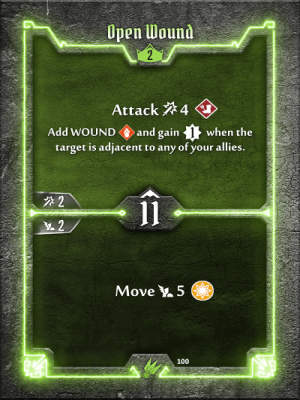 Open Wound
2
Attack 4
Add WOUND and gain 1 when the
target is adjacent to any of your allies.
2
11
2
Move 5
100